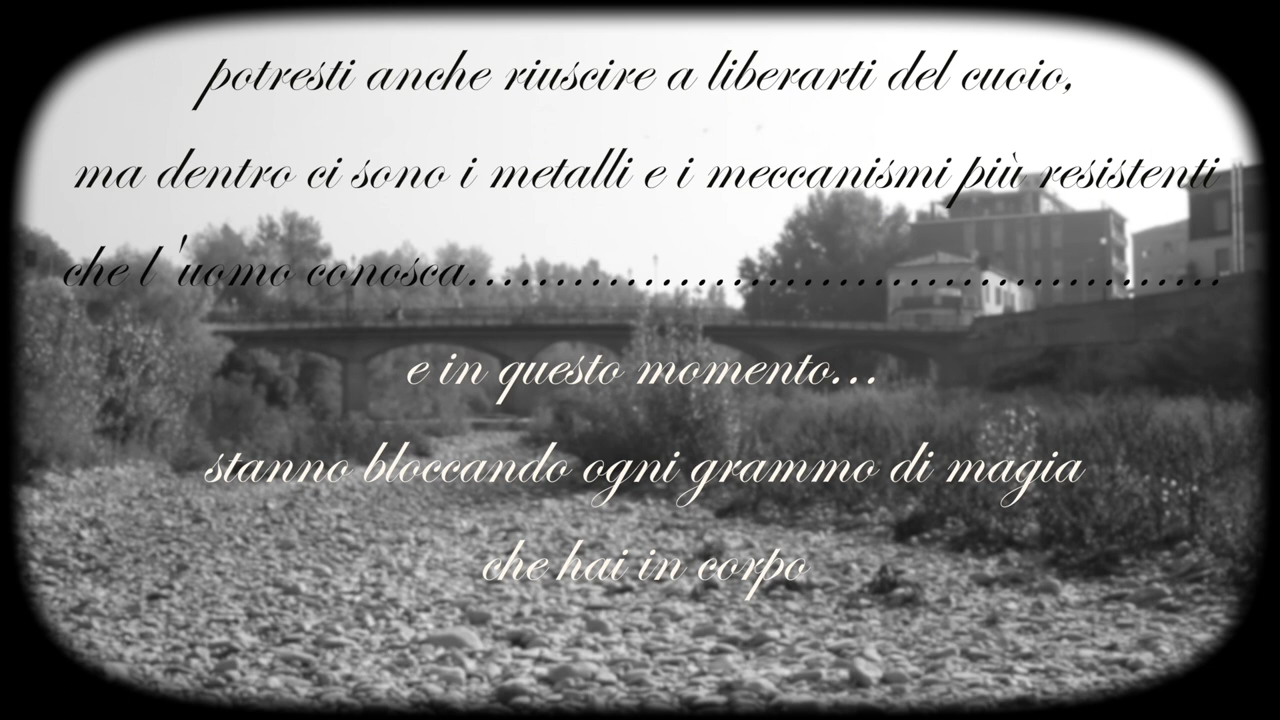 potresti anche riuscire a liberarti del cuoio,
ma dentro ci sono i metalli e i meccanismi più resistenti
che l'uomo conosca..........................................
e in questo momento...
stanno bloccando ogni grammo di magia
che hai in corpo